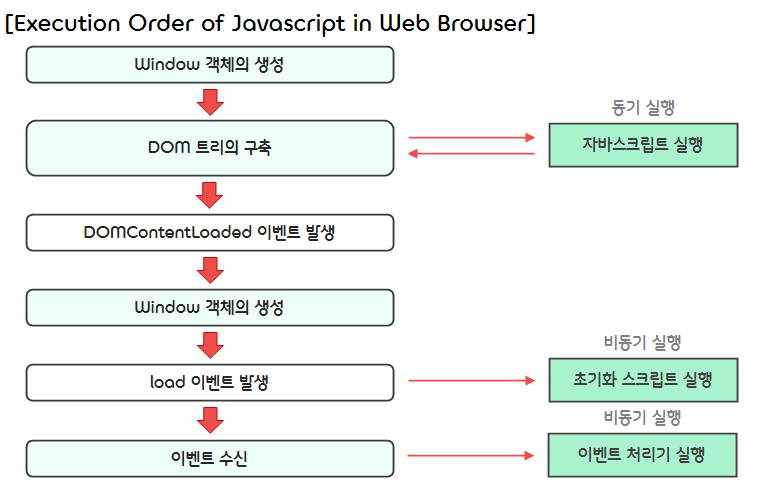 [Execution Order of Javascript in Web Browser]
Window 객체의 생성
동기 실행
DOM 트리의 구축
자바스크립트 실행
DOMContentLoaded 이벤트 발생
Window 객체의 생성
비동기 실행
load 이벤트 발생
초기화 스크립트 실행
비동기 실행
이벤트 수신
이벤트 처리기 실행